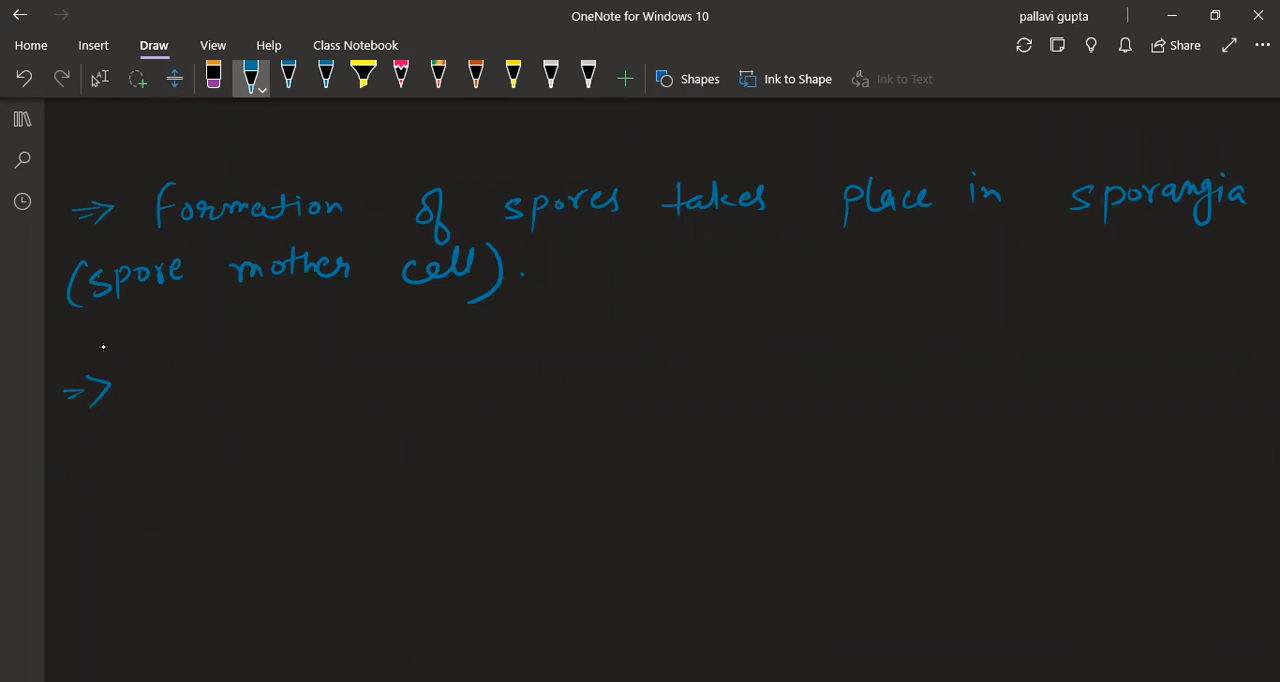 OneNote for Windows 10
pallavi gupta
Home Insert Draw View Help Class Notebook
Share
Shapes Ink to Shape Ink to Text
⇒ Formation of spores takes place in sporangia
(spore mother cell).
⇒